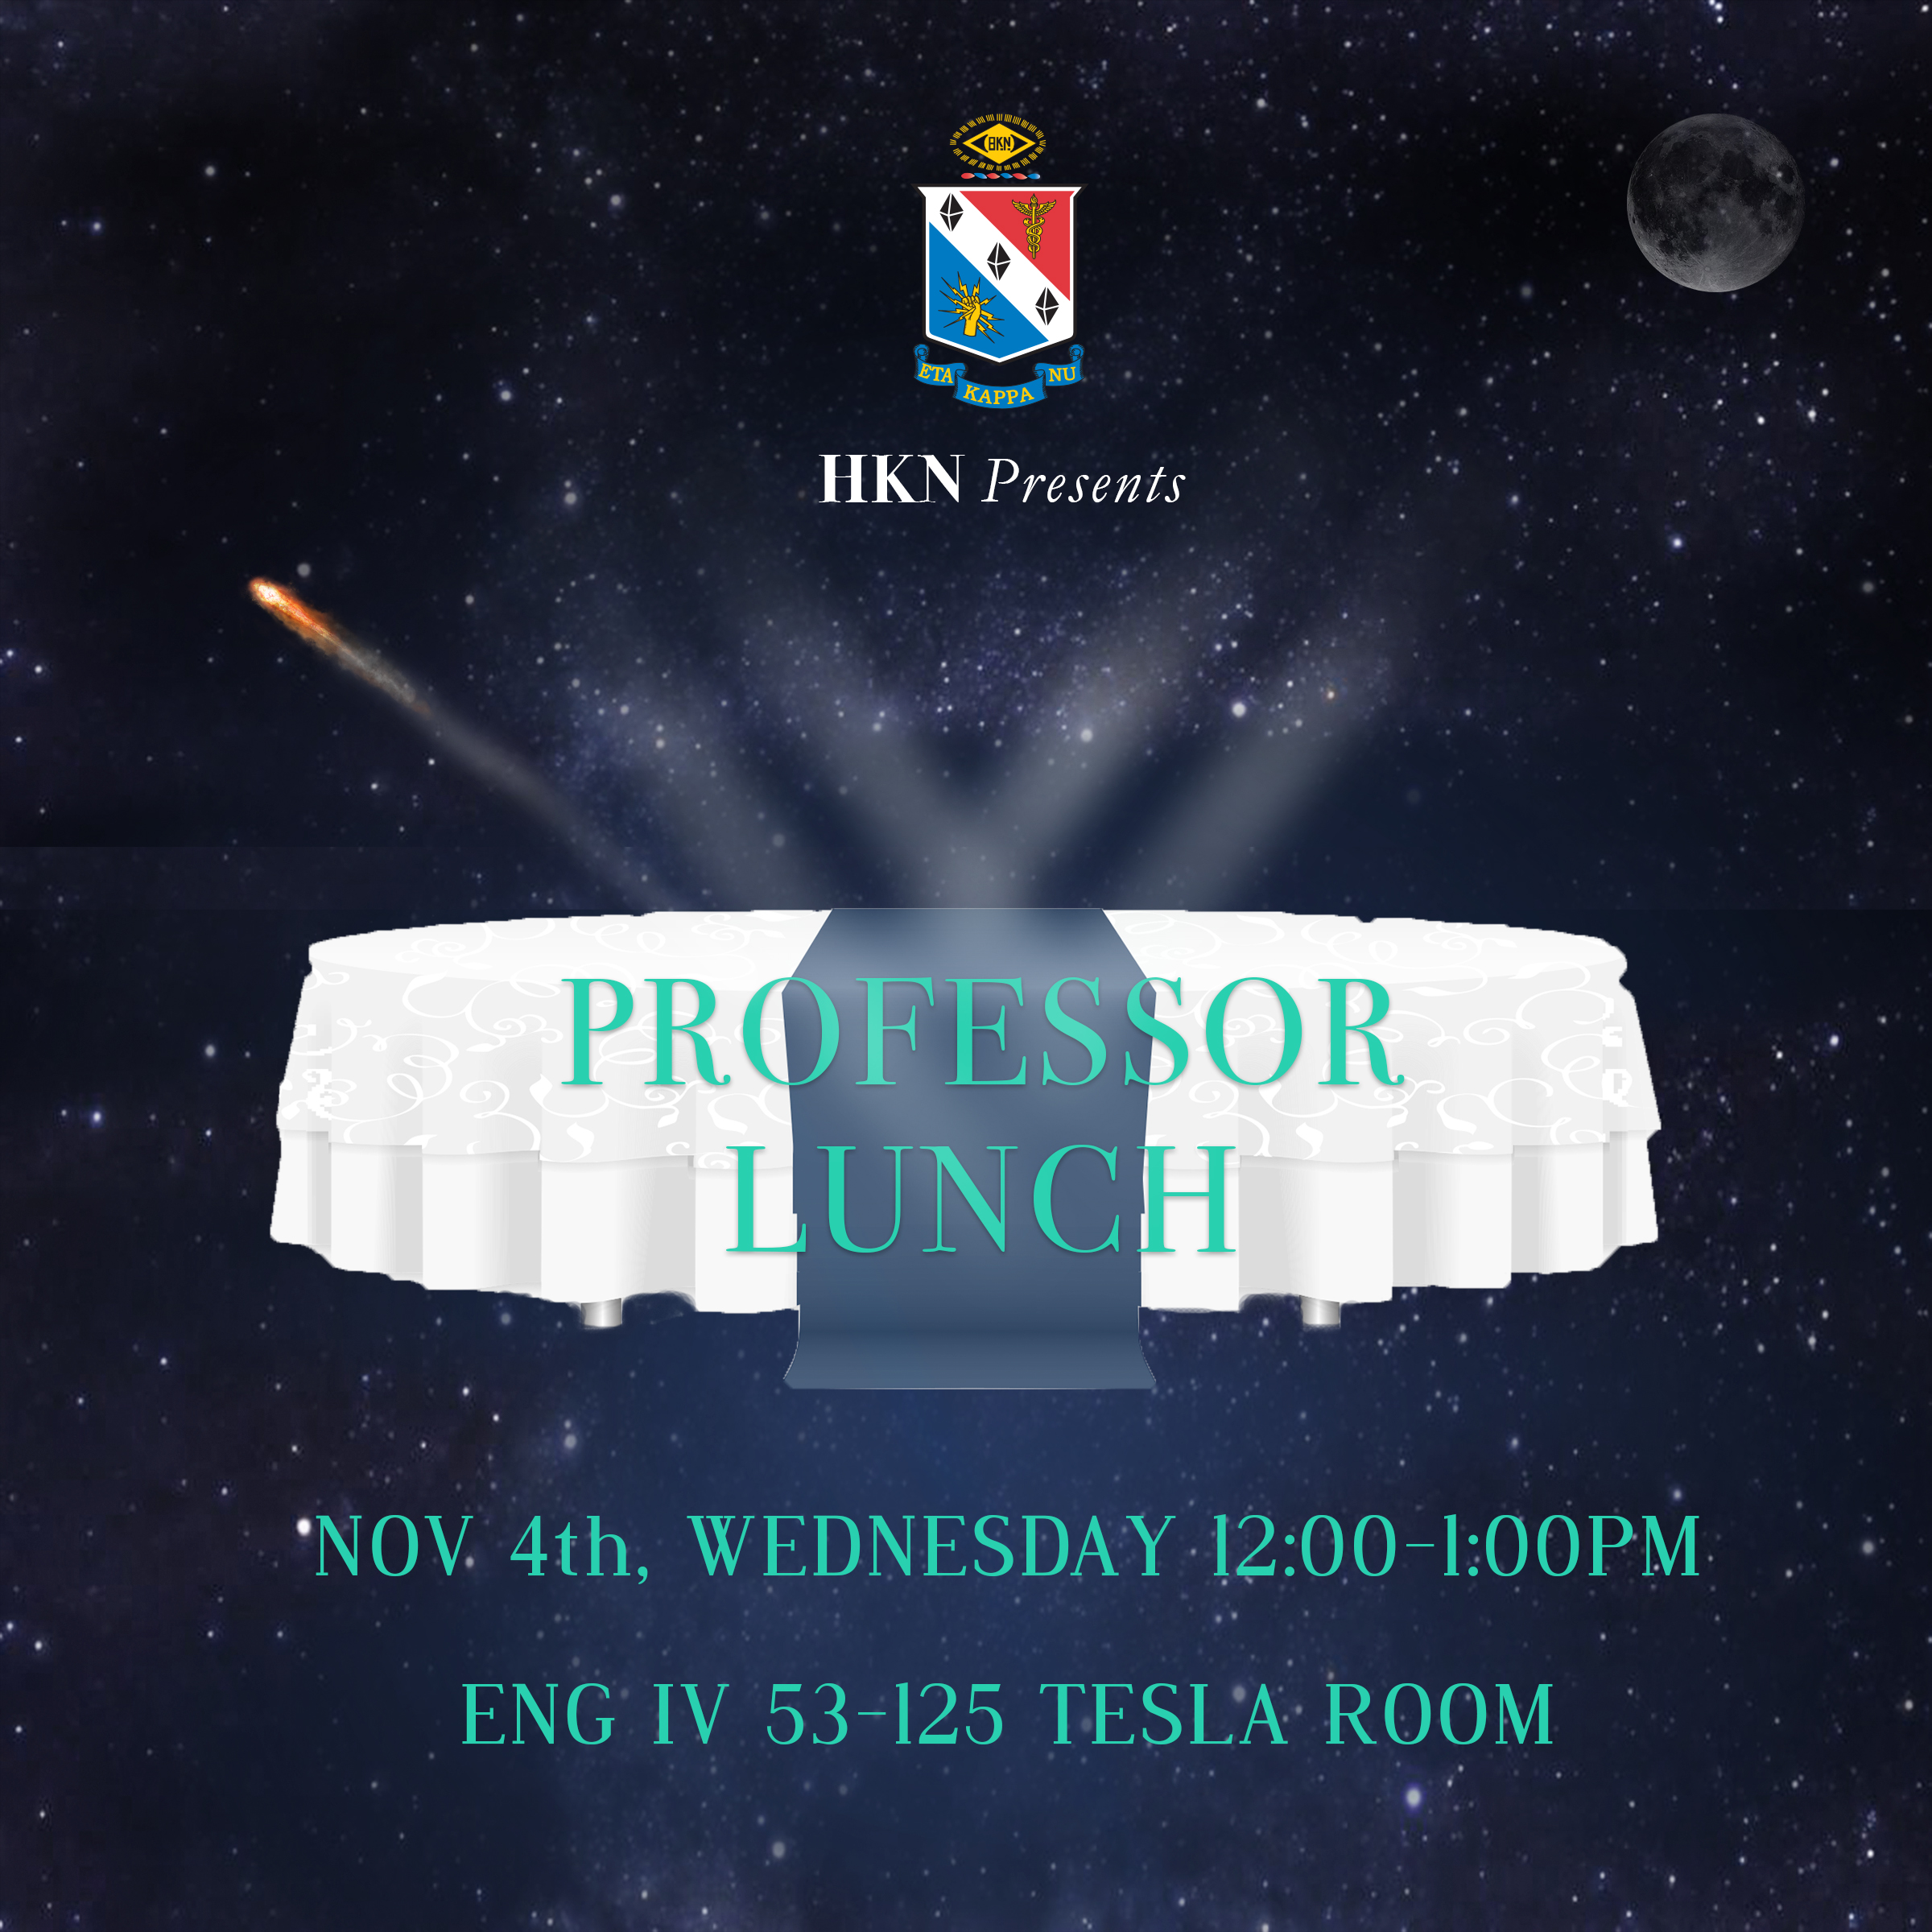 BKN
ETA KAPPA NU
HKN Presents
PROFESSOR
LUNCH
NOV 4th, WEDNESDAY 12:00-1:00PM
ENG IV 53-125 TESLA ROOM